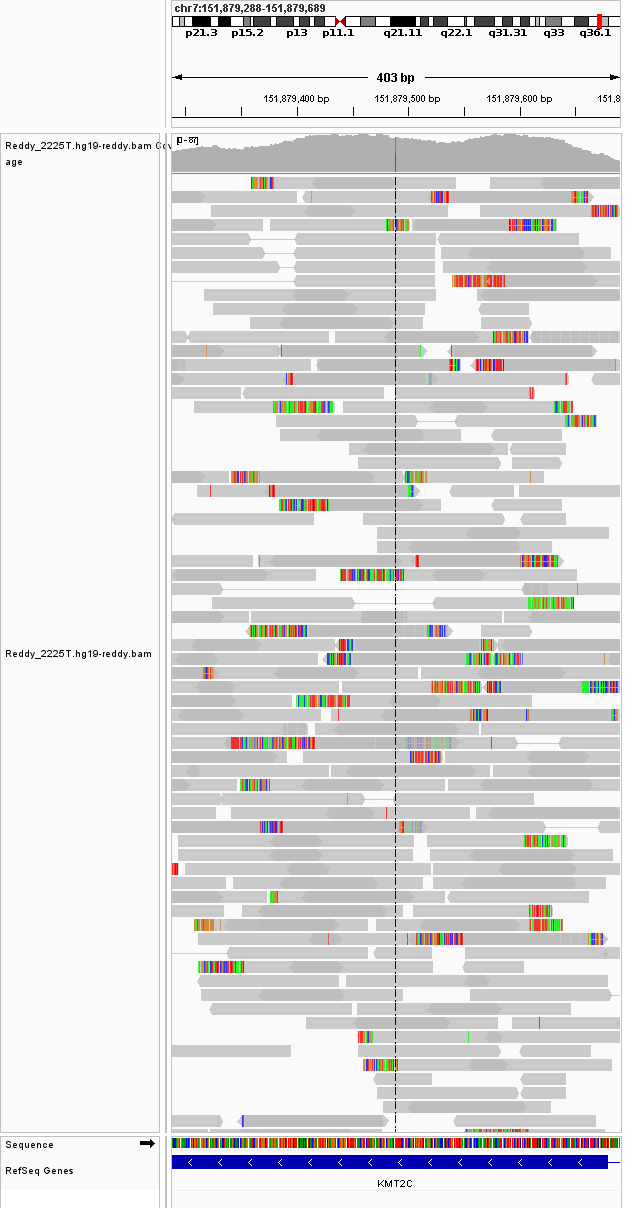 chr7:151,879,288-151,879,689
p21.3 p15.2 p13 p11.1 q21.11 q22.1 q31.31 q33 q36.1
403 bp
151,879,400 bp 151,879,500 bp 151,879,600 bp 151,8
Reddy_2225T.hg19-reddy.bam Cov
age
[0 - 87]
Reddy_2225T.hg19-reddy.bam
Sequence
RefSeq Genes
KMT2C